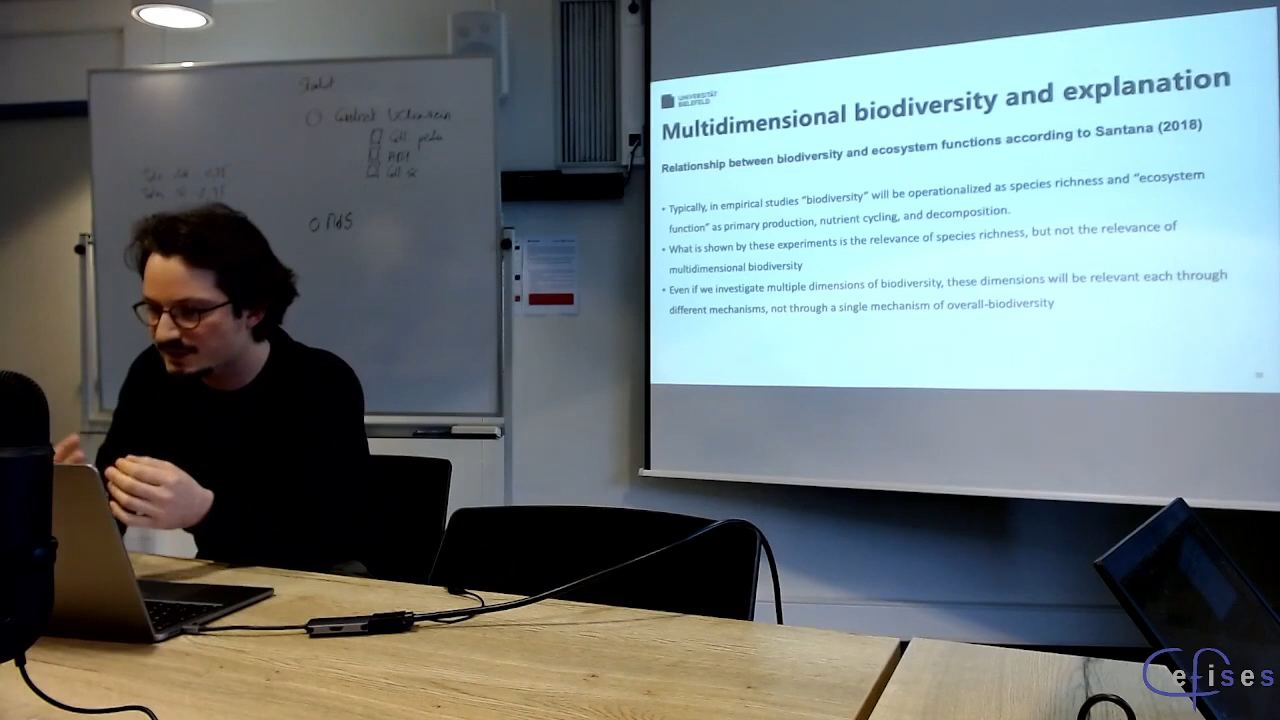 UNIVERSITÄT
BIELEFELD
Multidimensional biodiversity and explanation
Relationship between biodiversity and ecosystem functions according to Santana (2018)
• Typically, in empirical studies "biodiversity" will be operationalized as species richness and "ecosystem
function" as primary production, nutrient cycling, and decomposition.
• What is shown by these experiments is the relevance of species richness, but not the relevance of
multidimensional biodiversity
• Even if we investigate multiple dimensions of biodiversity, these dimensions will be relevant each through
different mechanisms, not through a single mechanism of overall-biodiversity
Cefises